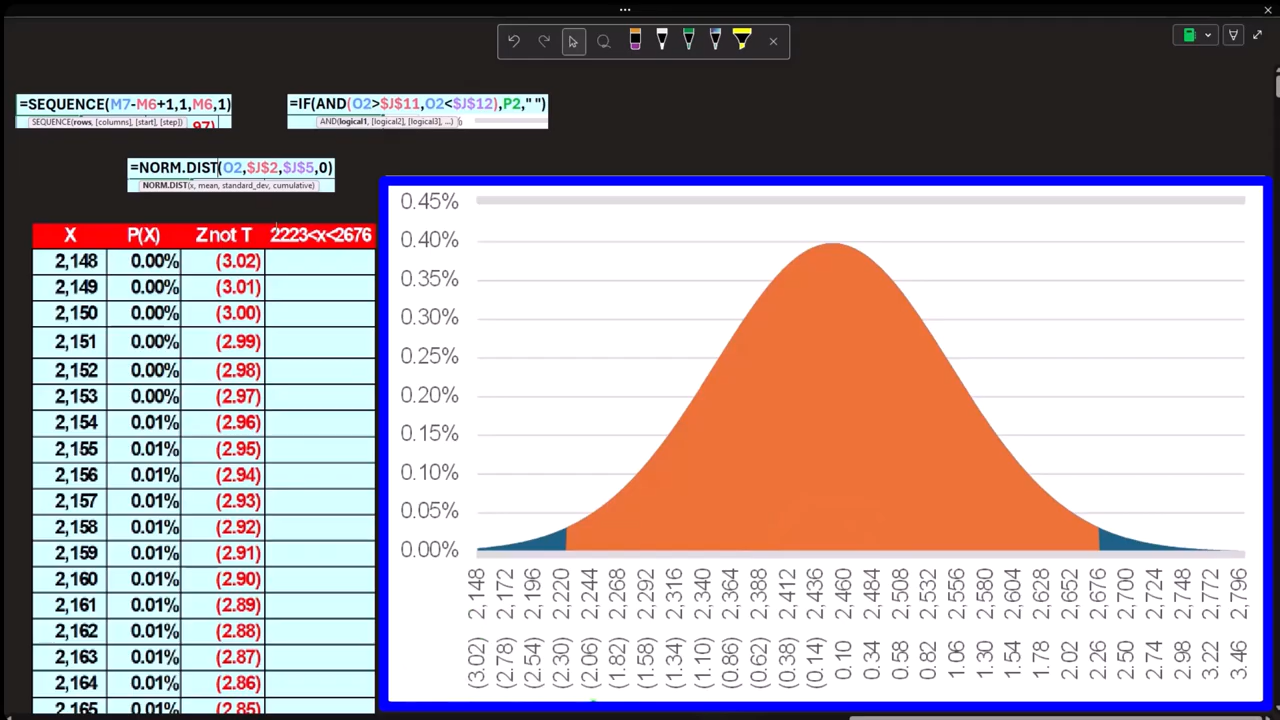 =SEQUENCE(M7-M6+1,1,M6,1)
SEQUENCE(rows, [columns], [start], [step])
97)
=IF(AND(O2>$J$11,O2<$J$12),P2," ")
AND(logical1, [logical2], [logical3], ...)
=NORM.DIST(O2,$J$2,$J$5,0)
NORM.DIST(x, mean, standard_dev, cumulative)
X P(X) Z not T 2223<x<2676
2,148 0.00% (3.02)
2,149 0.00% (3.01)
2,150 0.00% (3.00)
2,151 0.00% (2.99)
2,152 0.00% (2.98)
2,153 0.00% (2.97)
2,154 0.01% (2.96)
2,155 0.01% (2.95)
2,156 0.01% (2.94)
2,157 0.01% (2.93)
2,158 0.01% (2.92)
2,159 0.01% (2.91)
2,160 0.01% (2.90)
2,161 0.01% (2.89)
2,162 0.01% (2.88)
2,163 0.01% (2.87)
2,164 0.01% (2.86)
2,165 0.01% (2.85)
0.45%
0.40%
0.35%
0.30%
0.25%
0.20%
0.15%
0.10%
0.05%
0.00%
2,148 2,172 2,196 2,220 2,244 2,268 2,292 2,316 2,340 2,364 2,388 2,412 2,436 2,460 2,484 2,508 2,532 2,556 2,580 2,604 2,628 2,652 2,676 2,700 2,724 2,748 2,772 2,796
(3.02) (2.78) (2.54) (2.30) (2.06) (1.82) (1.58) (1.34) (1.10) (0.86) (0.62) (0.38) (0.14) 0.10 0.34 0.58 0.82 1.06 1.30 1.54 1.78 2.02 2.26 2.50 2.74 2.98 3.22 3.46